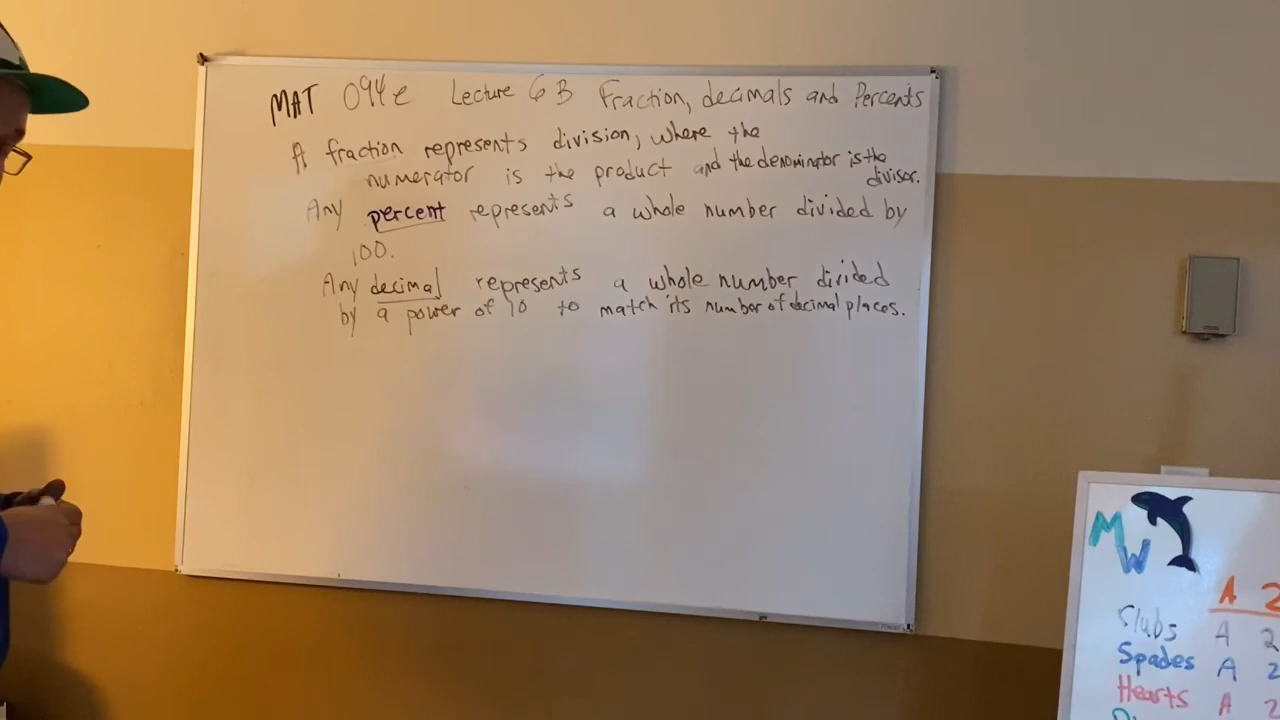 MAT 094e Lecture 6B Fraction, decimals and Percents
A fraction represents division, where the
numerator is the product and the denominator is the
divisor.
Any percent represents a whole number divided by
100.
Any decimal represents a whole number divided
by a power of 10 to match its number of decimal places.
MW
A 2
Clubs A 2
Spades A 2
Hearts A 2